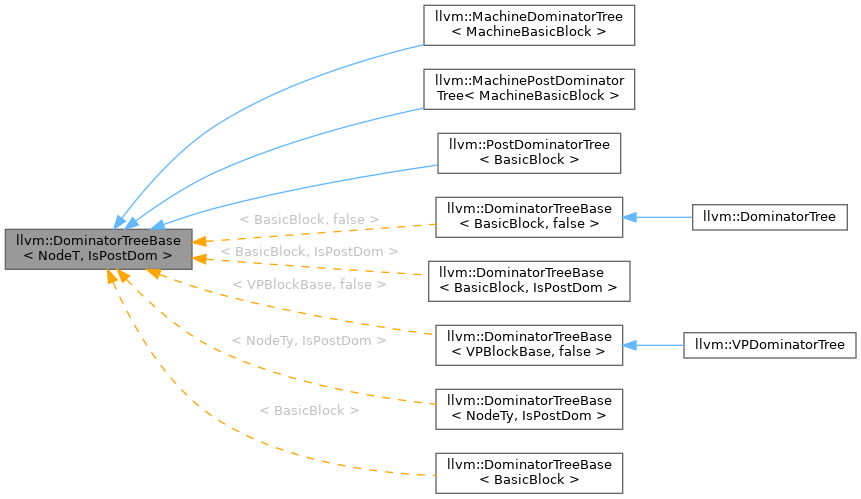 llvm::MachineDominatorTree
< MachineBasicBlock >
llvm::MachinePostDominator
Tree< MachineBasicBlock >
llvm::PostDominatorTree
< BasicBlock >
llvm::DominatorTreeBase
< NodeT, IsPostDom >
< BasicBlock, false >
llvm::DominatorTreeBase
< BasicBlock, false >
llvm::DominatorTree
< BasicBlock, IsPostDom >
llvm::DominatorTreeBase
< BasicBlock, IsPostDom >
< VPBlockBase, false >
llvm::DominatorTreeBase
< VPBlockBase, false >
llvm::VPDominatorTree
< NodeTy, IsPostDom >
llvm::DominatorTreeBase
< NodeTy, IsPostDom >
< BasicBlock >
llvm::DominatorTreeBase
< BasicBlock >